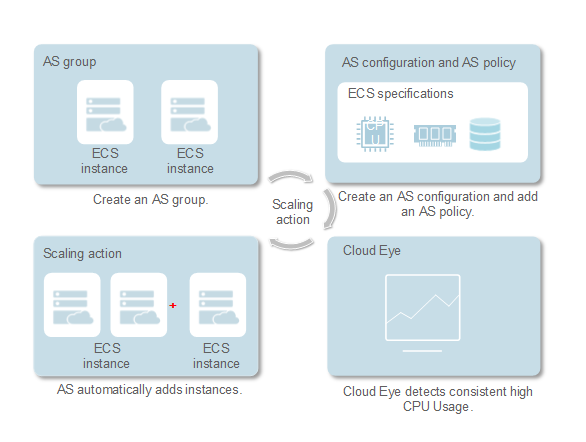 AS group
ECS
instance
ECS
instance
Create an AS group.
AS configuration and AS policy
ECS specifications
CP
U
Create an AS configuration and add
an AS policy.
Scaling
action
Scaling action
+
ECS
instance
ECS
instance
AS automatically adds instances.
Cloud Eye
Cloud Eye detects consistent high
CPU Usage.